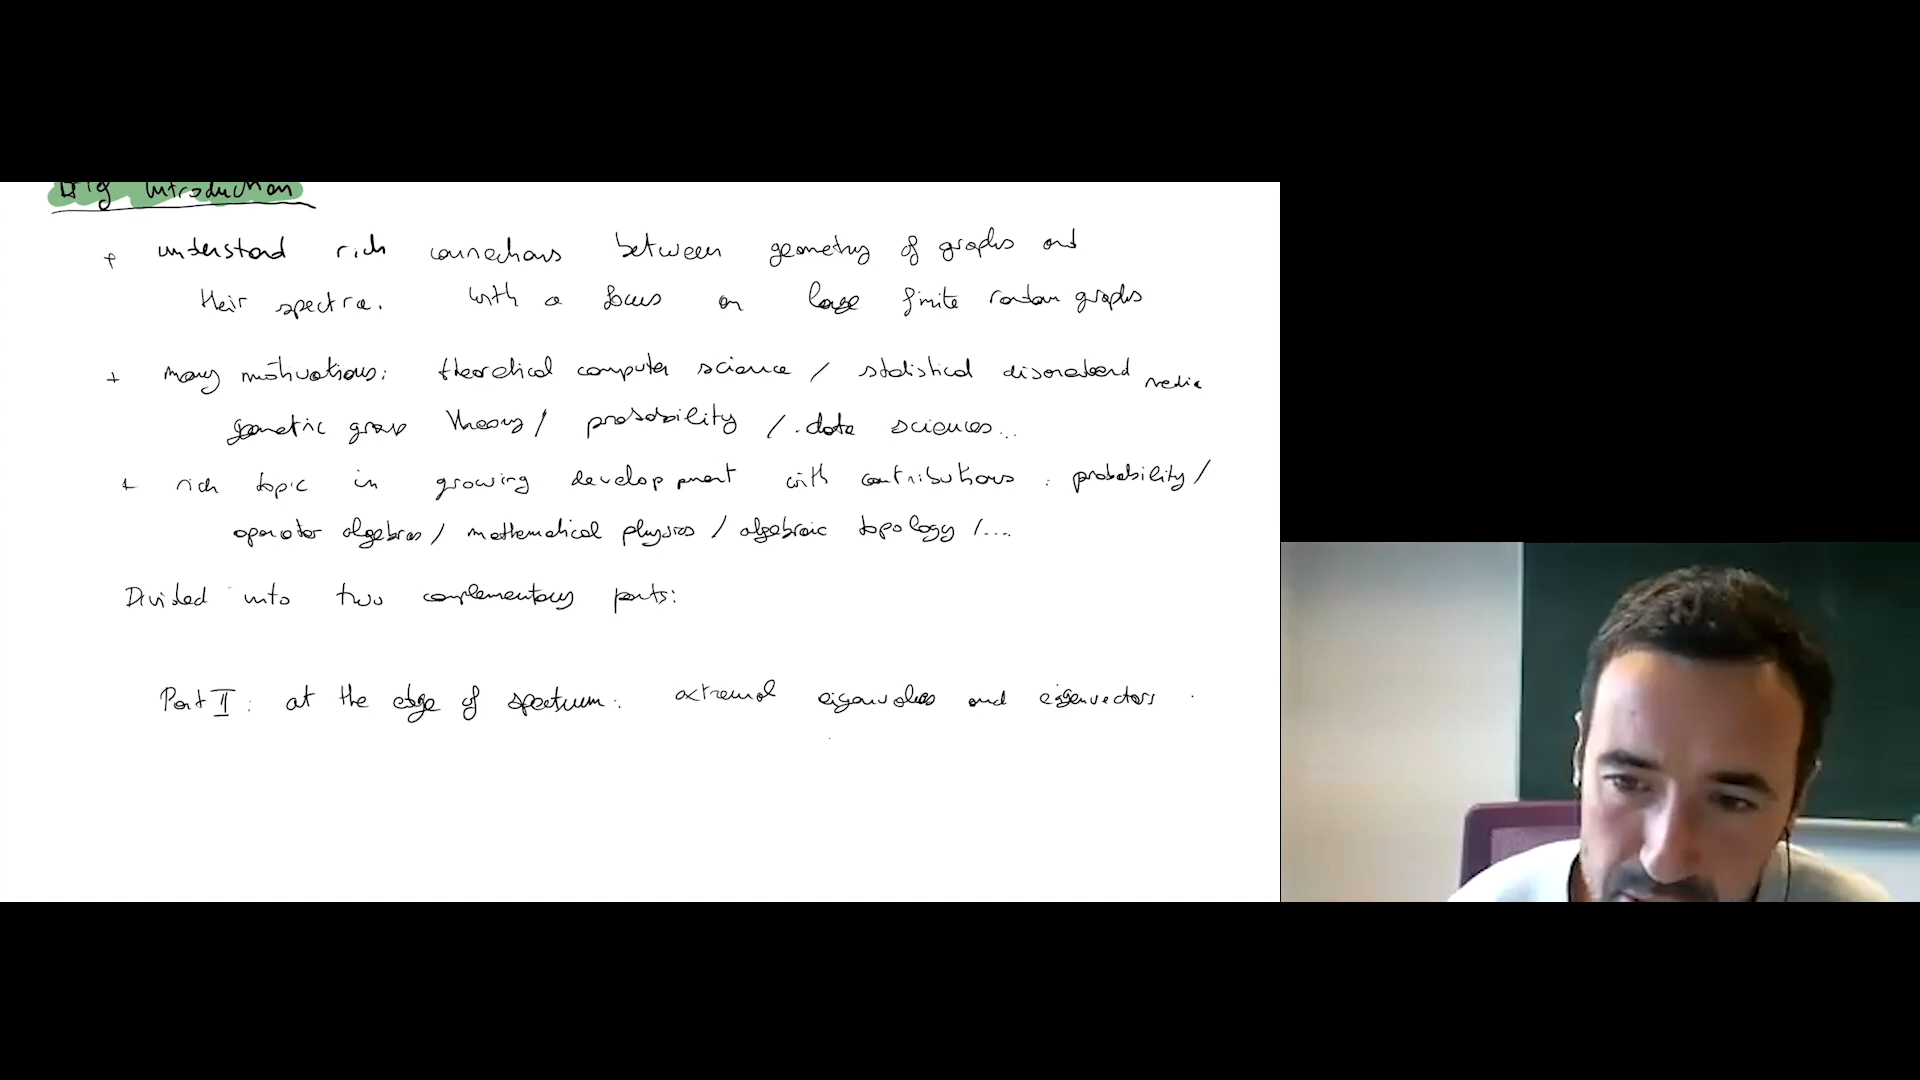 Big Introduction
+ understand rich connections between geometry of graphs and
their spectra. with a focus on large finite random graphs
+ many motivations: theoretical computer science / statistical disordered media
geometric group theory / probability / data sciences...
+ rich topic in growing development with contributions: probability /
operator algebras / mathematical physics / algebraic topology /....
Divided into two complementary parts:
Part II: at the edge of spectrum: extremal eigenvalues and eigenvectors.